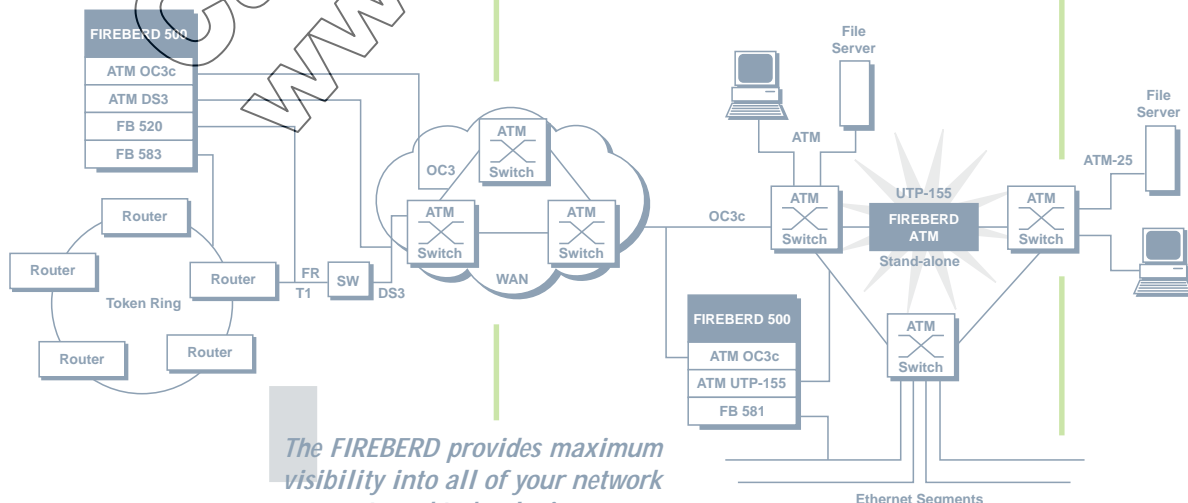 FIREBERD 500
ATM OC3c
ATM DS3
FB 520
FB 583
Router
Router
Router
Router
Router
Token Ring
FR
T1
SW
DS3
OC3
ATM
Switch
ATM
Switch
ATM
Switch
WAN
OC3c
File
Server
ATM
ATM
Switch
UTP-155
FIREBERD
ATM
Stand-alone
ATM
Switch
ATM-25
File
Server
FIREBERD 500
ATM OC3c
ATM UTP-155
FB 581
ATM
Switch
Ethernet Segments
The FIREBERD provides maximum
visibility into all of your network
www